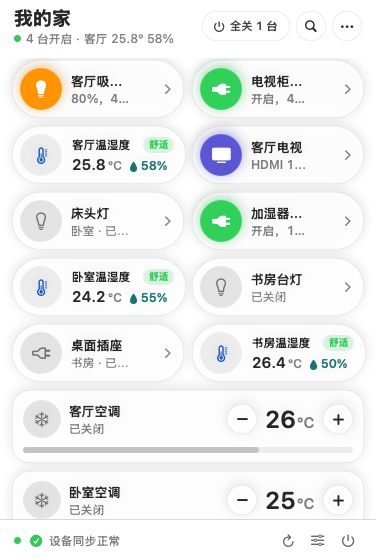 我的家
4 台开启 · 客厅 25.8° 58%
全关 1 台
客厅吸...
80%，4...
电视柜...
开启，4...
客厅温湿度 舒适
25.8°C 58%
客厅电视
HDMI 1...
床头灯
卧室 · 已...
加湿器...
开启，1...
卧室温湿度 舒适
24.2°C 55%
书房台灯
已关闭
桌面插座
书房 · 已...
书房温湿度 舒适
26.4°C 50%
客厅空调
已关闭
26°C
卧室空调
已关闭
25°C
设备同步正常